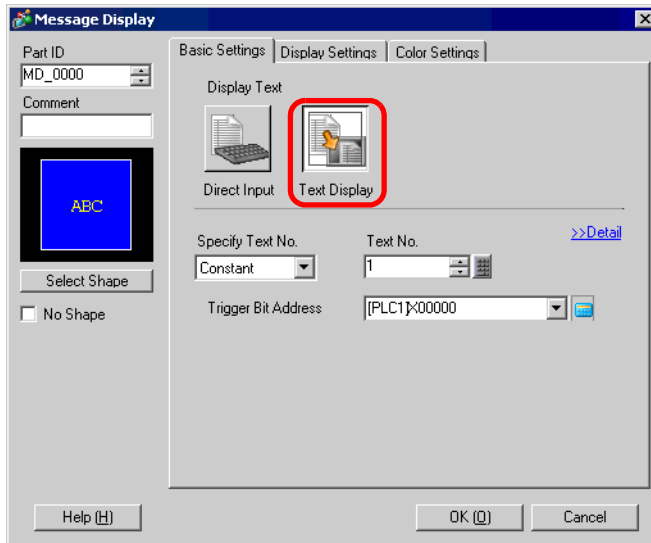 Message Display
Part ID
MD_0000
Comment
ABC
Select Shape
No Shape
Basic Settings
Display Settings
Color Settings
Display Text
Direct Input
Text Display
>>Detail
Specify Text No.
Text No.
Constant
1
Trigger Bit Address
[PLC1]X00000
Help (H)
OK (O)
Cancel